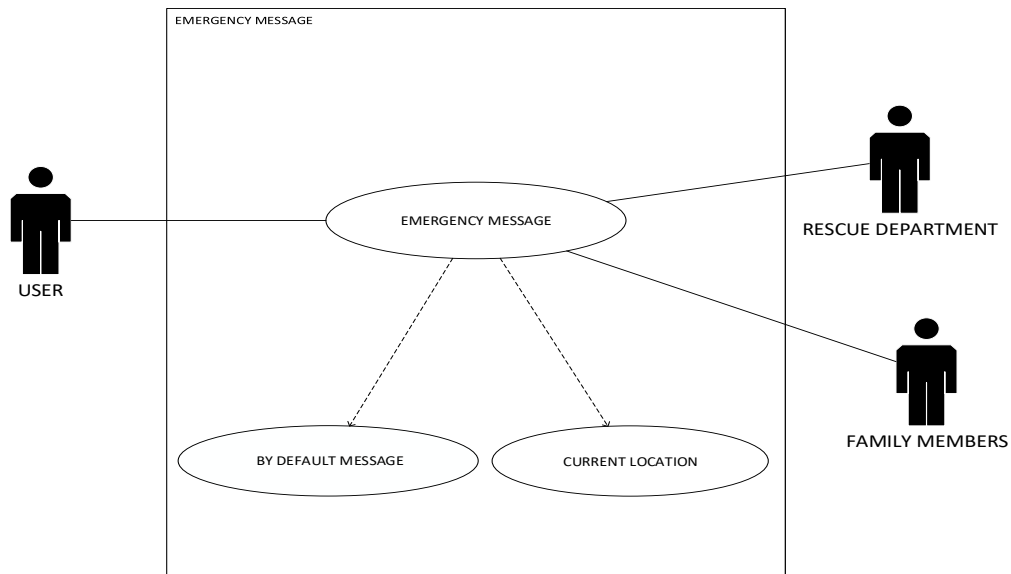 EMERGENCY MESSAGE
EMERGENCY MESSAGE
RESCUE DEPARTMENT
USER
FAMILY MEMBERS
BY DEFAULT MESSAGE
CURRENT LOCATION